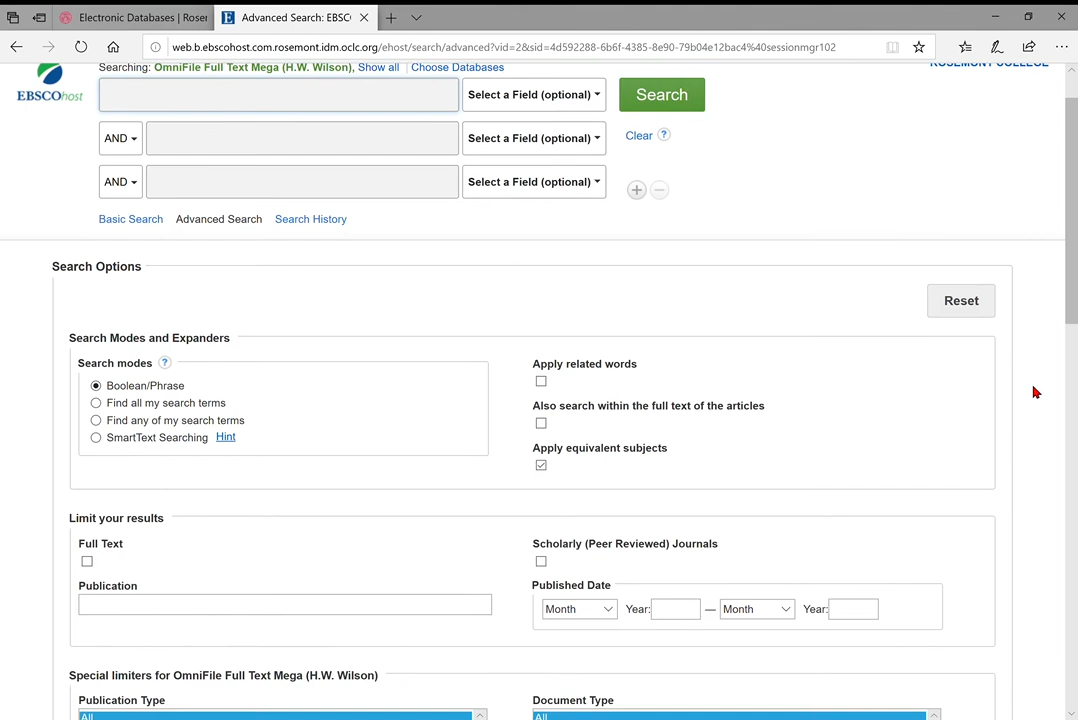 Electronic Databases | Roser
Advanced Search: EBSC
web.b.ebscohost.com.rosemont.idm.oclc.org/ehost/search/advanced?vid=2&sid=4d592288-6b6f-4385-8e90-79b04e12bac4%40sessionmgr102
Searching: OmniFile Full Text Mega (H.W. Wilson), Show all | Choose Databases
ROSEMONT COLLEGE
EBSCOhost
Select a Field (optional)
Search
AND
Select a Field (optional)
Clear ?
AND
Select a Field (optional)
Basic Search Advanced Search Search History
Search Options
Reset
Search Modes and Expanders
Search modes ?
Boolean/Phrase
Find all my search terms
Find any of my search terms
SmartText Searching Hint
Apply related words
Also search within the full text of the articles
Apply equivalent subjects
Limit your results
Full Text
Scholarly (Peer Reviewed) Journals
Publication
Published Date
Month Year: — Month Year:
Special limiters for OmniFile Full Text Mega (H.W. Wilson)
Publication Type
Document Type
All
All